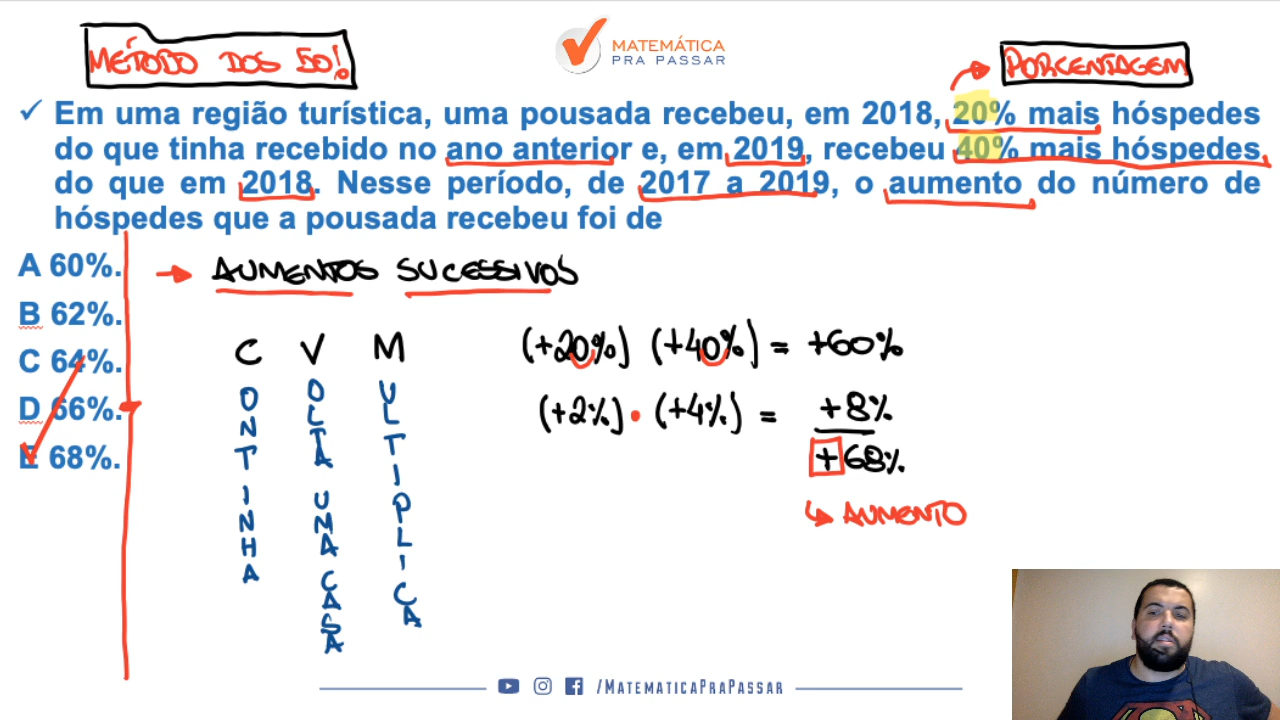 MÉTODO DOS 50!
MATEMÁTICA
PRA PASSAR
PORCENTAGEM
✓ Em uma região turística, uma pousada recebeu, em 2018, 20% mais hóspedes
do que tinha recebido no ano anterior e, em 2019, recebeu 40% mais hóspedes,
do que em 2018. Nesse período, de 2017 a 2019, o aumento do número de
hóspedes que a pousada recebeu foi de
A 60%.
B 62%.
C 64%.
D 66%.
E 68%.
→ AUMENTOS SUCESSIVOS
C V M
ONTINHA
OLTA UMA CASA
ULTIPLICA
(+20%) (+40%) = +60%
(+2%) • (+4%) = +8%
+68%
↳ AUMENTO
/MATEMATICAPRAPASSAR